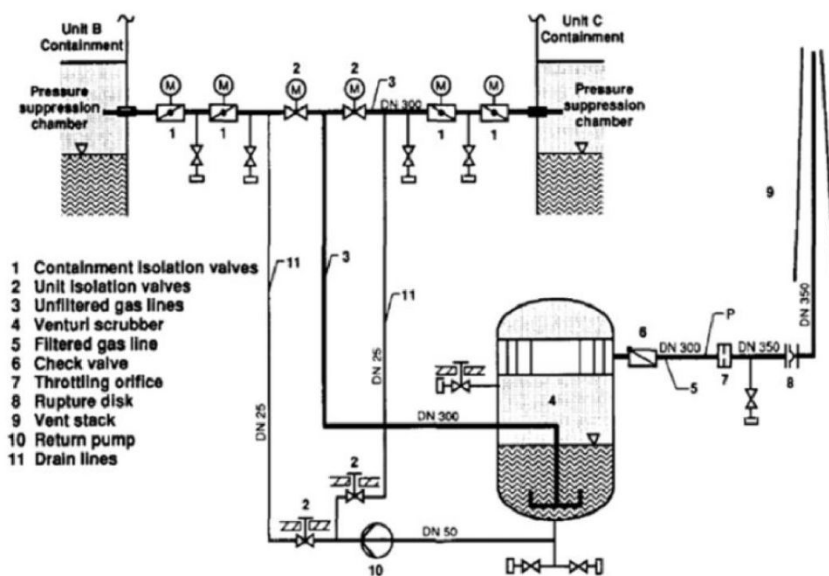 Unit B
Containment
Unit C
Containment
2
2
M
M
M
M
3
M
M
DN 300
Pressure
suppression
chamber
Pressure
suppression
chamber
1
1
1
1
9
1 Containment isolation valves
2 Unit isolation valves
3 Unfiltered gas lines
4 Venturi scrubber
5 Filtered gas line
6 Check valve
7 Throttling orifice
8 Rupture disk
9 Vent stack
10 Return pump
11 Drain lines
11
3
11
DN 25
DN 25
DN 350
6
P
DN 300
DN 350
5
7
8
4
DN 300
2
2
DN 50
10